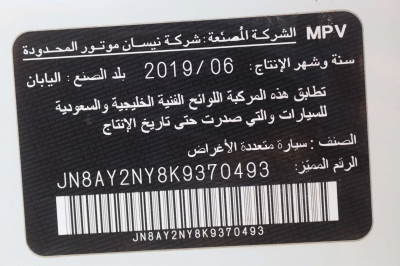 MPV الشركة المصنعة: شركة نيسان موتور المحدودة
سنة وشهر الإنتاج: 06 / 2019 بلد الصنع: اليابان
تطابق هذه المركبة اللوائح الفنية الخليجية والسعودية
للسيارات والتي صدرت حتى تاريخ الإنتاج
الصنف: سيارة متعددة الأغراض
الرقم المميز:
JN8AY2NY8K9370493
JN8AY2NY8K9370493